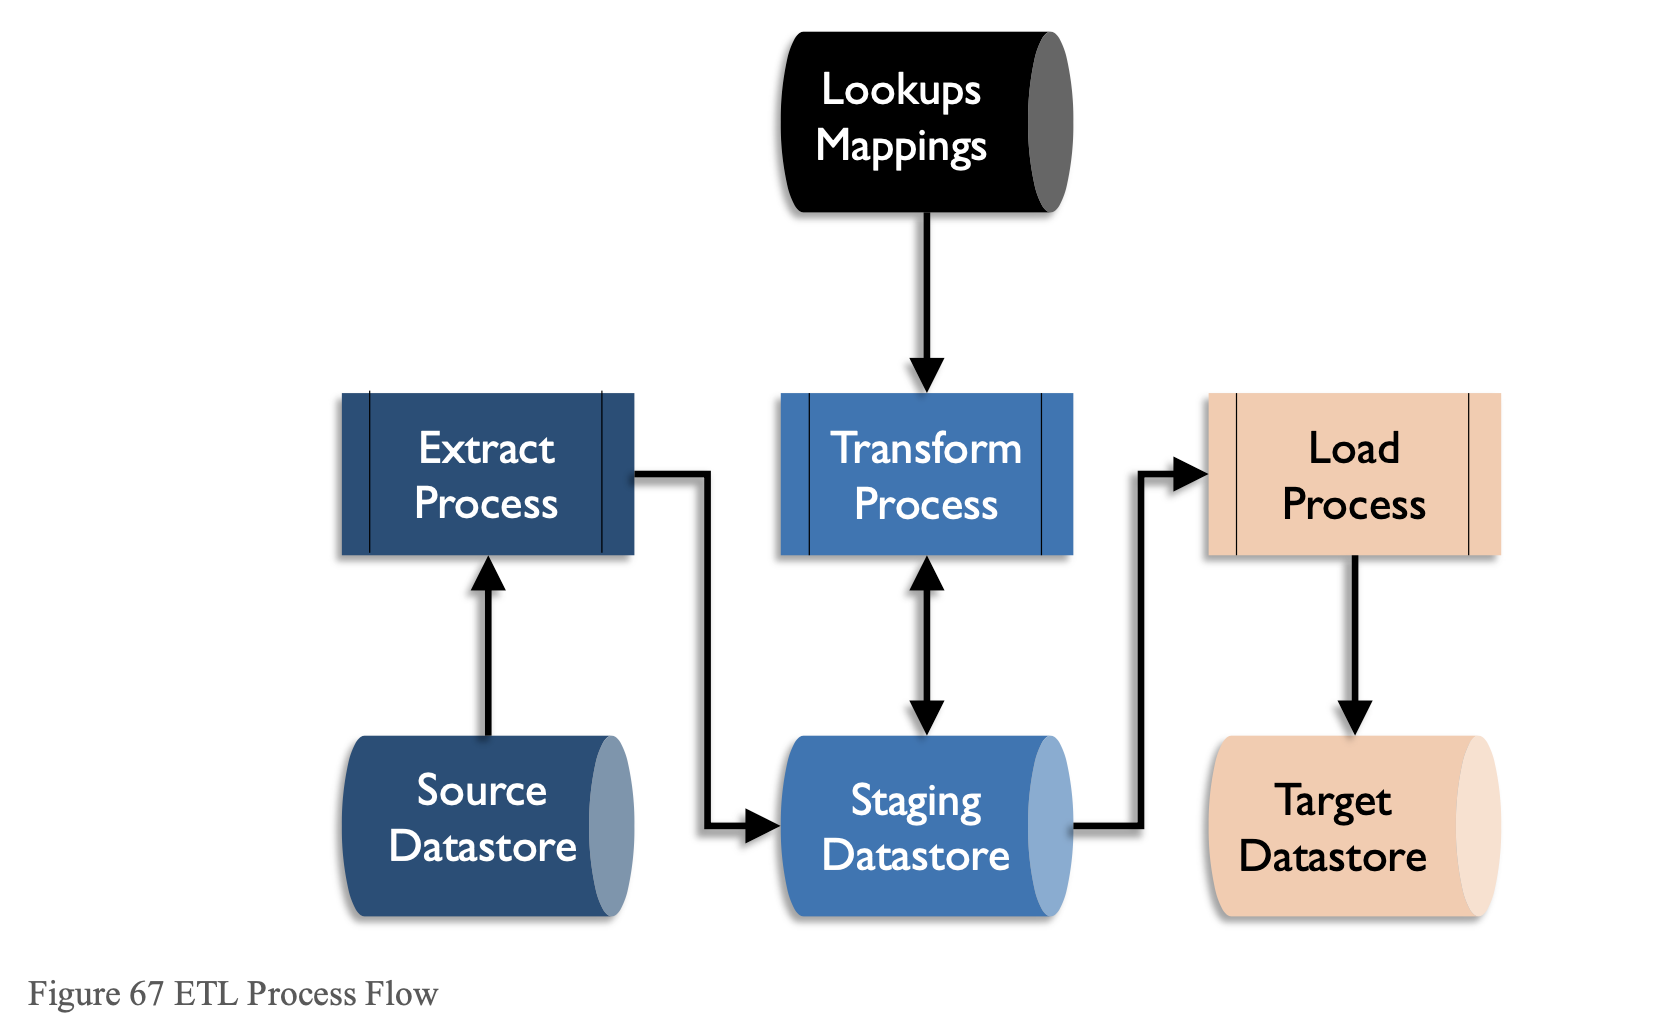 Lookups
Mappings
Extract
Process
Transform
Process
Load
Process
Source
Datastore
Staging
Datastore
Target
Datastore
Figure 67 ETL Process Flow